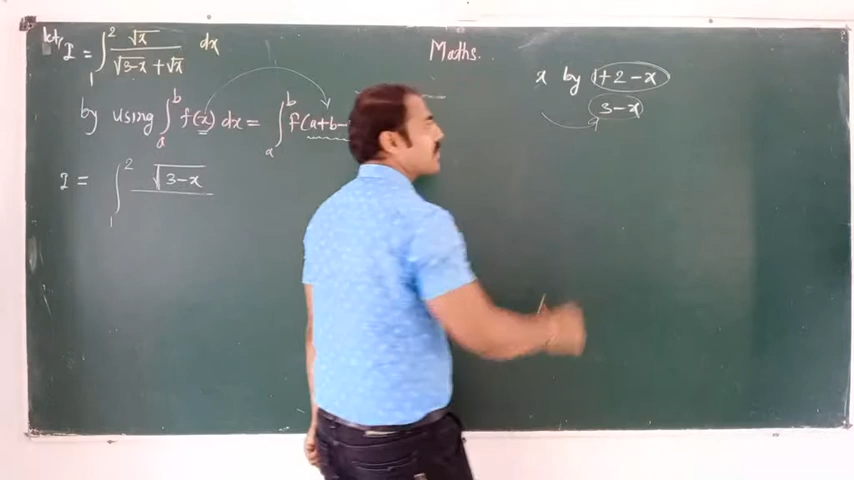 let, I = ∫₁² √x / (√(3-x) + √x) dx
Maths.
x by 1+2-x
3-x
by using ∫ₐᵇ f(x) dx = ∫ₐᵇ f(a+b-
I = ∫₁² √(3-x)